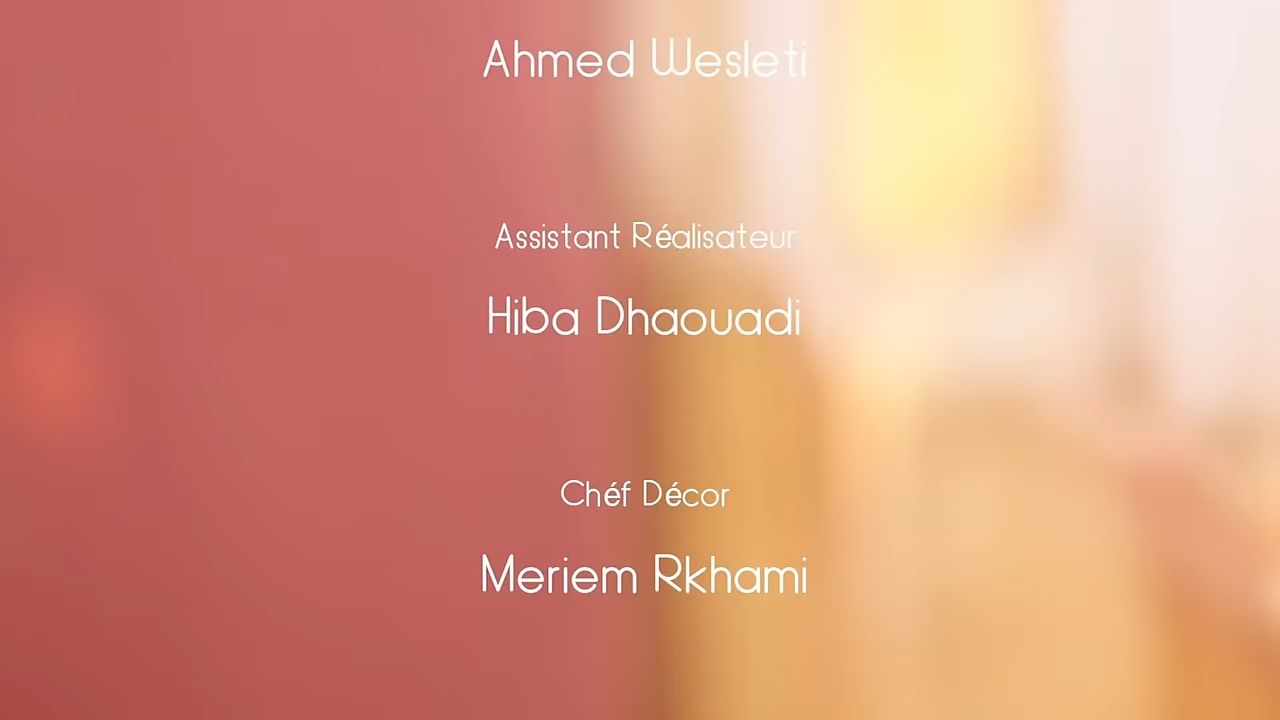 Ahmed Wesleti
Assistant Réalisateur
Hiba Dhaouadi
Chéf Décor
Meriem Rkhami